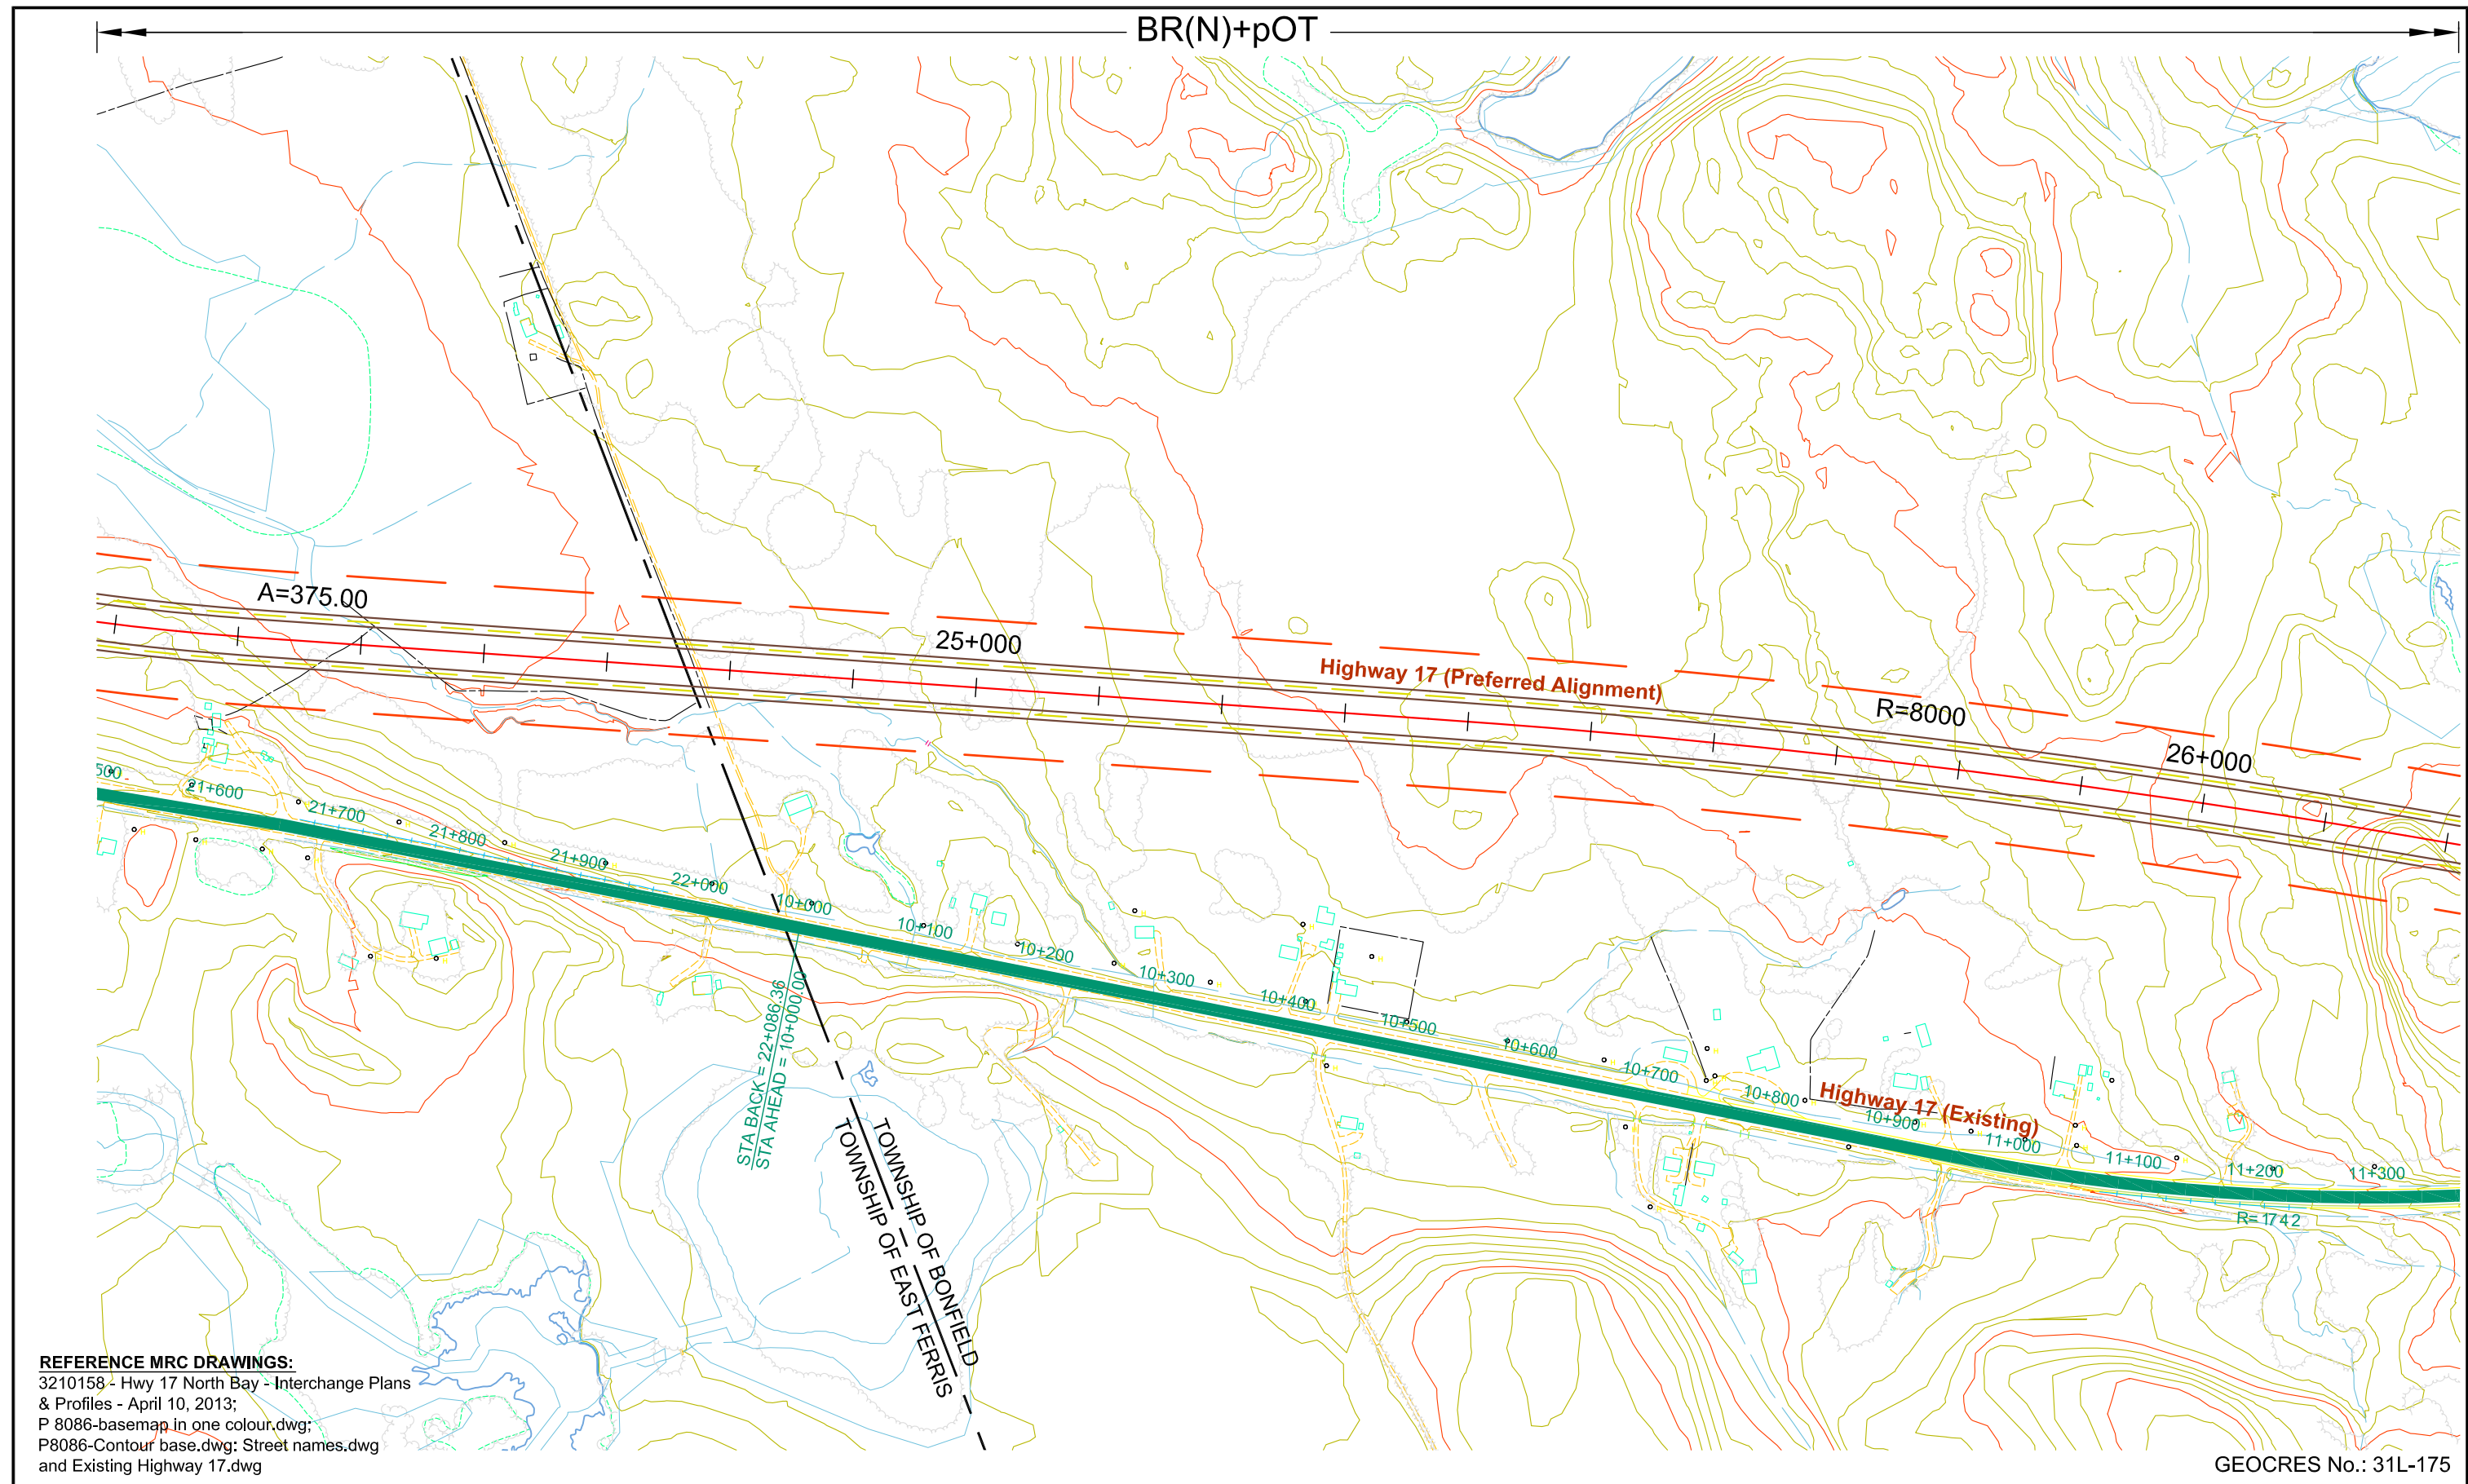 BR(N)+pOT
A=375.00
25+000
Highway 17 (Preferred Alignment)
R=8000
26+000
500
21+600
21+700
21+800
21+900
22+000
10+000
10+100
10+200
10+300
10+400
10+500
10+600
10+700
10+800
Highway 17 (Existing)
10+900
11+000
11+100
11+200
11+300
R=1742
STA BACK = 22+086.36
STA AHEAD = 10+000.00
TOWNSHIP OF BONFIELD
TOWNSHIP OF EAST FERRIS
REFERENCE MRC DRAWINGS:
3210158 - Hwy 17 North Bay - Interchange Plans
& Profiles - April 10, 2013;
P 8086-basemap in one colour.dwg;
P8086-Contour base.dwg; Street names.dwg
and Existing Highway 17.dwg
GEOCRES No.: 31L-175